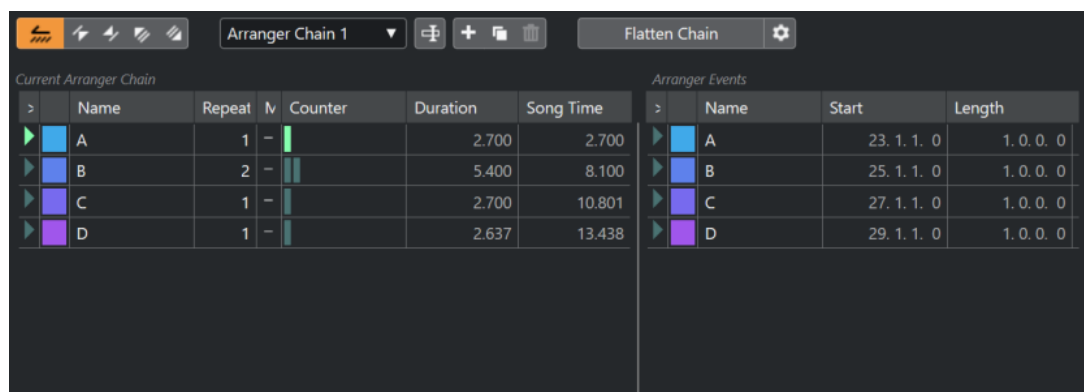 Arranger Chain 1 Flatten Chain
Current Arranger Chain Arranger Events
Name Repeat M Counter Duration Song Time Name Start Length
A 1 – 2.700 2.700 A 23. 1. 1. 0 1. 0. 0. 0
B 2 – 5.400 8.100 B 25. 1. 1. 0 1. 0. 0. 0
C 1 – 2.700 10.801 C 27. 1. 1. 0 1. 0. 0. 0
D 1 – 2.637 13.438 D 29. 1. 1. 0 1. 0. 0. 0